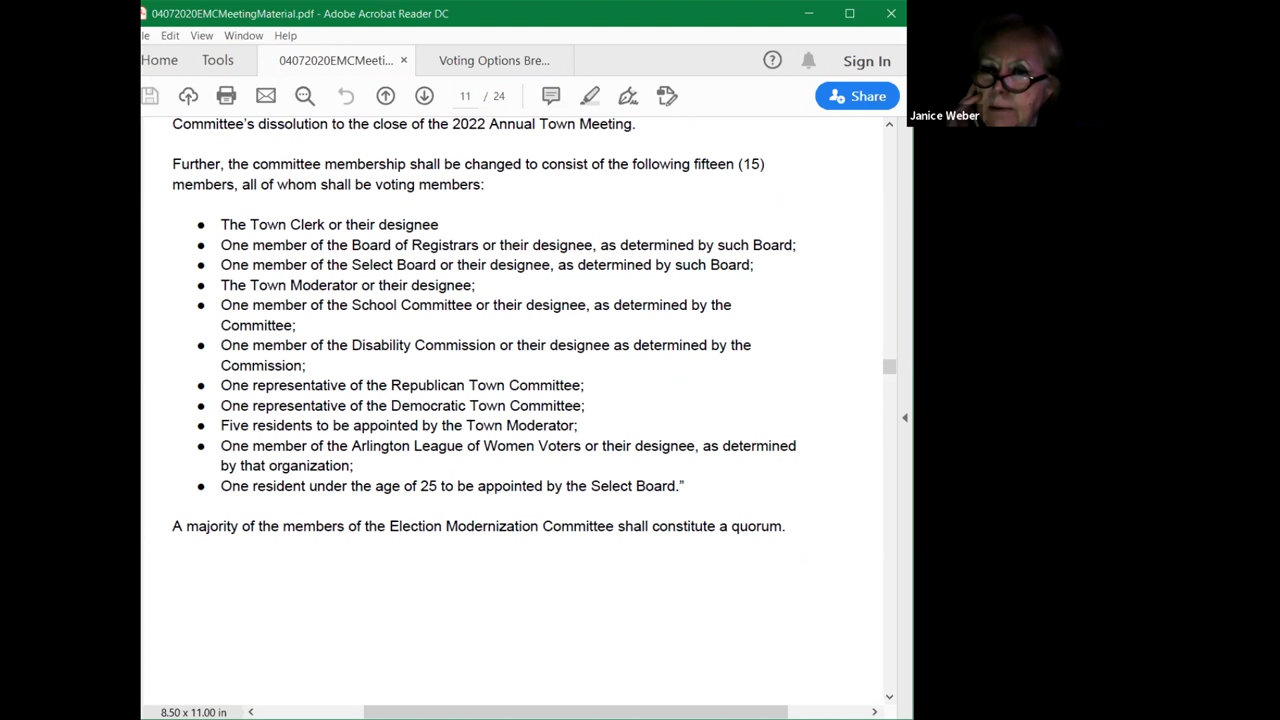 04072020EMCMeetingMaterial.pdf - Adobe Acrobat Reader DC
le Edit View Window Help
Home Tools 04072020EMCMeeti... × Voting Options Bre... Sign In
11 / 24 Share
Committee's dissolution to the close of the 2022 Annual Town Meeting.
Further, the committee membership shall be changed to consist of the following fifteen (15)
members, all of whom shall be voting members:
● The Town Clerk or their designee
● One member of the Board of Registrars or their designee, as determined by such Board;
● One member of the Select Board or their designee, as determined by such Board;
● The Town Moderator or their designee;
● One member of the School Committee or their designee, as determined by the
Committee;
● One member of the Disability Commission or their designee as determined by the
Commission;
● One representative of the Republican Town Committee;
● One representative of the Democratic Town Committee;
● Five residents to be appointed by the Town Moderator;
● One member of the Arlington League of Women Voters or their designee, as determined
by that organization;
● One resident under the age of 25 to be appointed by the Select Board.”
A majority of the members of the Election Modernization Committee shall constitute a quorum.
8.50 x 11.00 in
Janice Weber